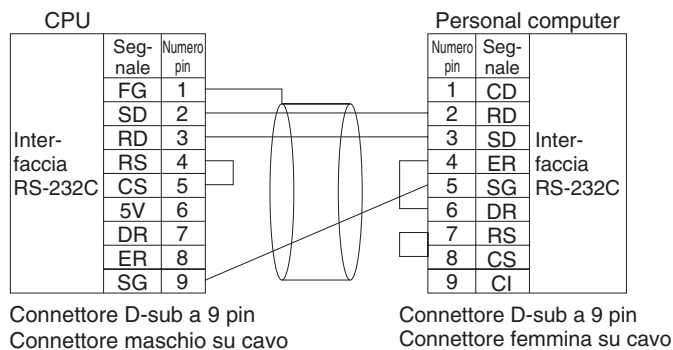 CPU
Personal computer
Seg-
nale
Numero
pin
FG 1
SD 2
RD 3
RS 4
CS 5
5V 6
DR 7
ER 8
SG 9
Inter-
faccia
RS-232C
Numero
pin
Seg-
nale
1 CD
2 RD
3 SD
4 ER
5 SG
6 DR
7 RS
8 CS
9 CI
Inter-
faccia
RS-232C
Connettore D-sub a 9 pin
Connettore maschio su cavo
Connettore D-sub a 9 pin
Connettore femmina su cavo